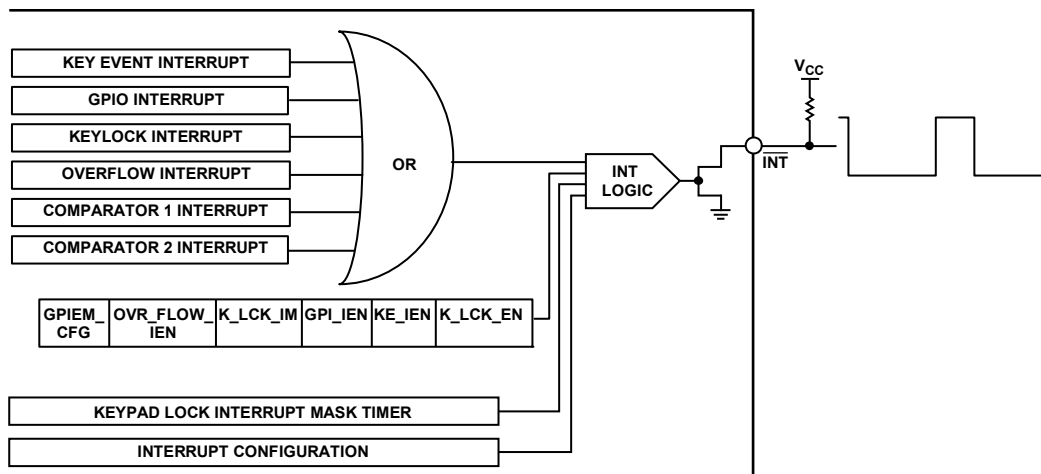 KEY EVENT INTERRUPT
GPIO INTERRUPT
KEYLOCK INTERRUPT
OVERFLOW INTERRUPT
COMPARATOR 1 INTERRUPT
COMPARATOR 2 INTERRUPT
OR
INT
LOGIC
VCC
INT
GPIEM_
CFG
OVR_FLOW_
IEN
K_LCK_IM
GPI_IEN
KE_IEN
K_LCK_EN
KEYPAD LOCK INTERRUPT MASK TIMER
INTERRUPT CONFIGURATION